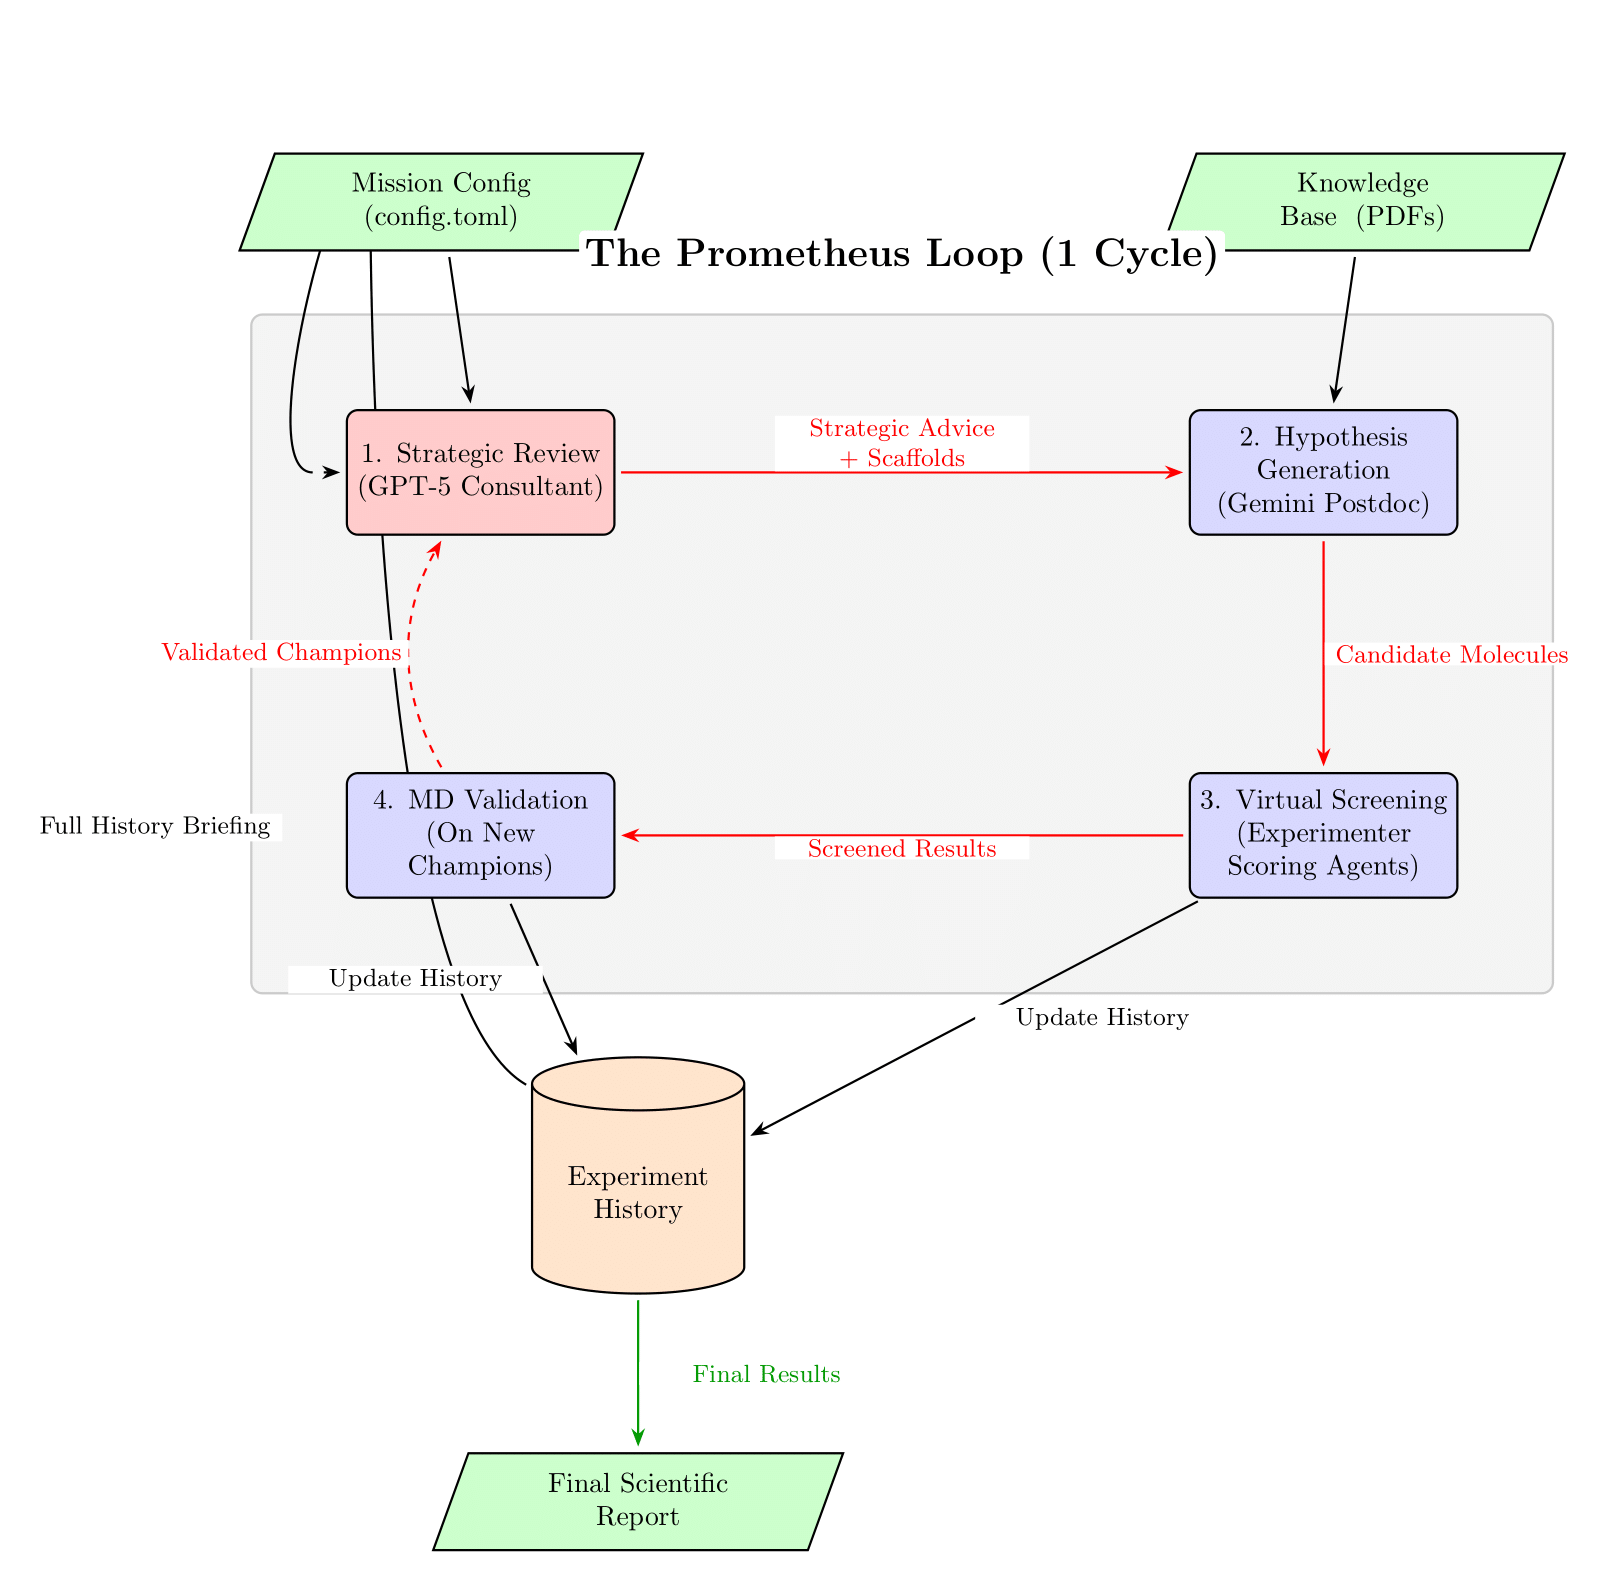 Mission Config
(config.toml)
Knowledge
Base (PDFs)
The Prometheus Loop (1 Cycle)
1. Strategic Review
(GPT-5 Consultant)
Strategic Advice
+ Scaffolds
2. Hypothesis
Generation
(Gemini Postdoc)
Validated Champions
Candidate Molecules
Full History Briefing
4. MD Validation
(On New
Champions)
Screened Results
3. Virtual Screening
(Experimenter
Scoring Agents)
Update History
Update History
Experiment
History
Final Results
Final Scientific
Report